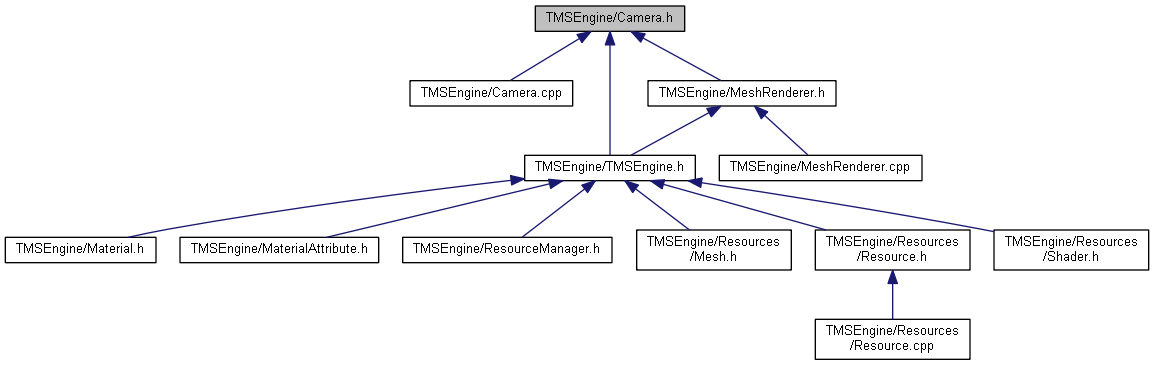 TMSEngine/Camera.h
TMSEngine/Camera.cpp
TMSEngine/MeshRenderer.h
TMSEngine/TMSEngine.h
TMSEngine/MeshRenderer.cpp
TMSEngine/Material.h
TMSEngine/MaterialAttribute.h
TMSEngine/ResourceManager.h
TMSEngine/Resources
/Mesh.h
TMSEngine/Resources
/Resource.h
TMSEngine/Resources
/Shader.h
TMSEngine/Resources
/Resource.cpp